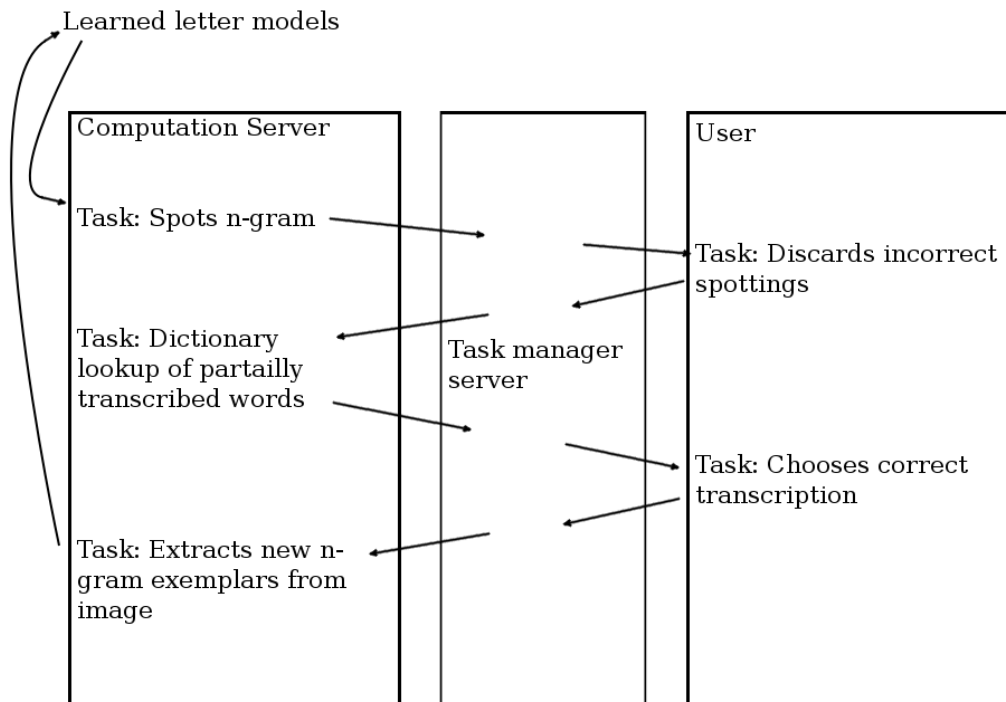 Learned letter models
Computation Server
User
Task: Spots n-gram
Task: Discards incorrect
spottings
Task: Dictionary
lookup of partailly
transcribed words
Task manager
server
Task: Chooses correct
transcription
Task: Extracts new n-
gram exemplars from
image